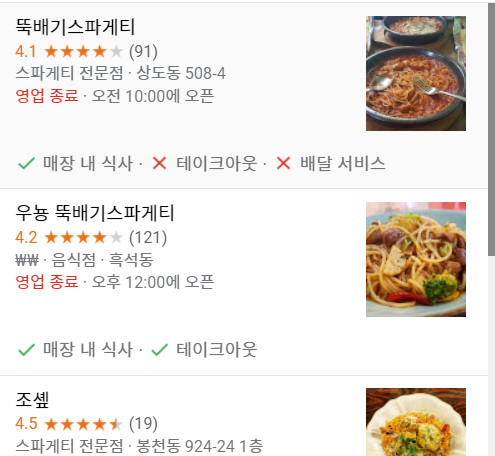 뚝배기스파게티
4.1 ★★★★★ (91)
스파게티 전문점 · 상도동 508-4
영업 종료 · 오전 10:00에 오픈
✓ 매장 내 식사 · ✕ 테이크아웃 · ✕ 배달 서비스
우뇽 뚝배기스파게티
4.2 ★★★★★ (121)
₩₩ · 음식점 · 흑석동
영업 종료 · 오후 12:00에 오픈
✓ 매장 내 식사 · ✓ 테이크아웃
조셒
4.5 ★★★★★ (19)
스파게티 전문점 · 봉천동 924-24 1층